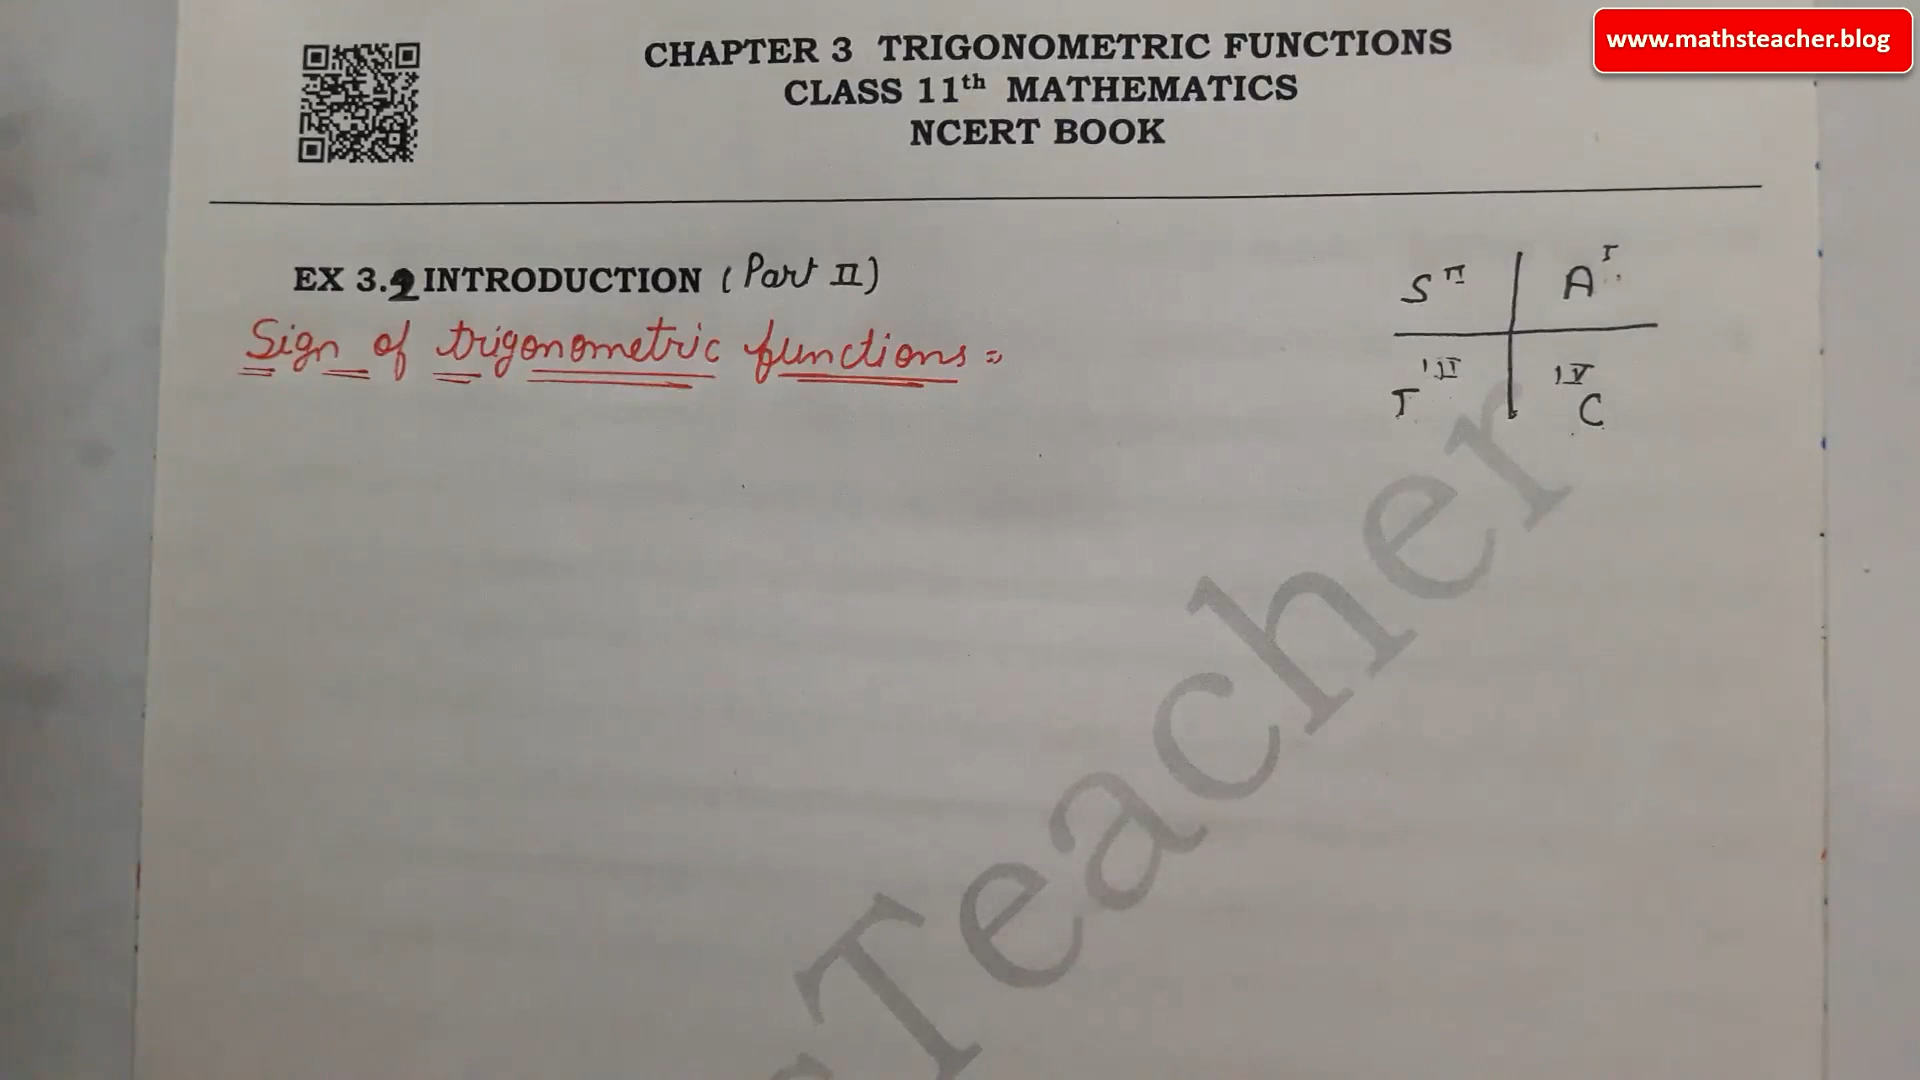 www.mathsteacher.blog
CHAPTER 3 TRIGONOMETRIC FUNCTIONS
CLASS 11th MATHEMATICS
NCERT BOOK
EX 3.2 INTRODUCTION (Part II)
Sign of trigonometric functions =
S II A I
T III IV C
rTeacher